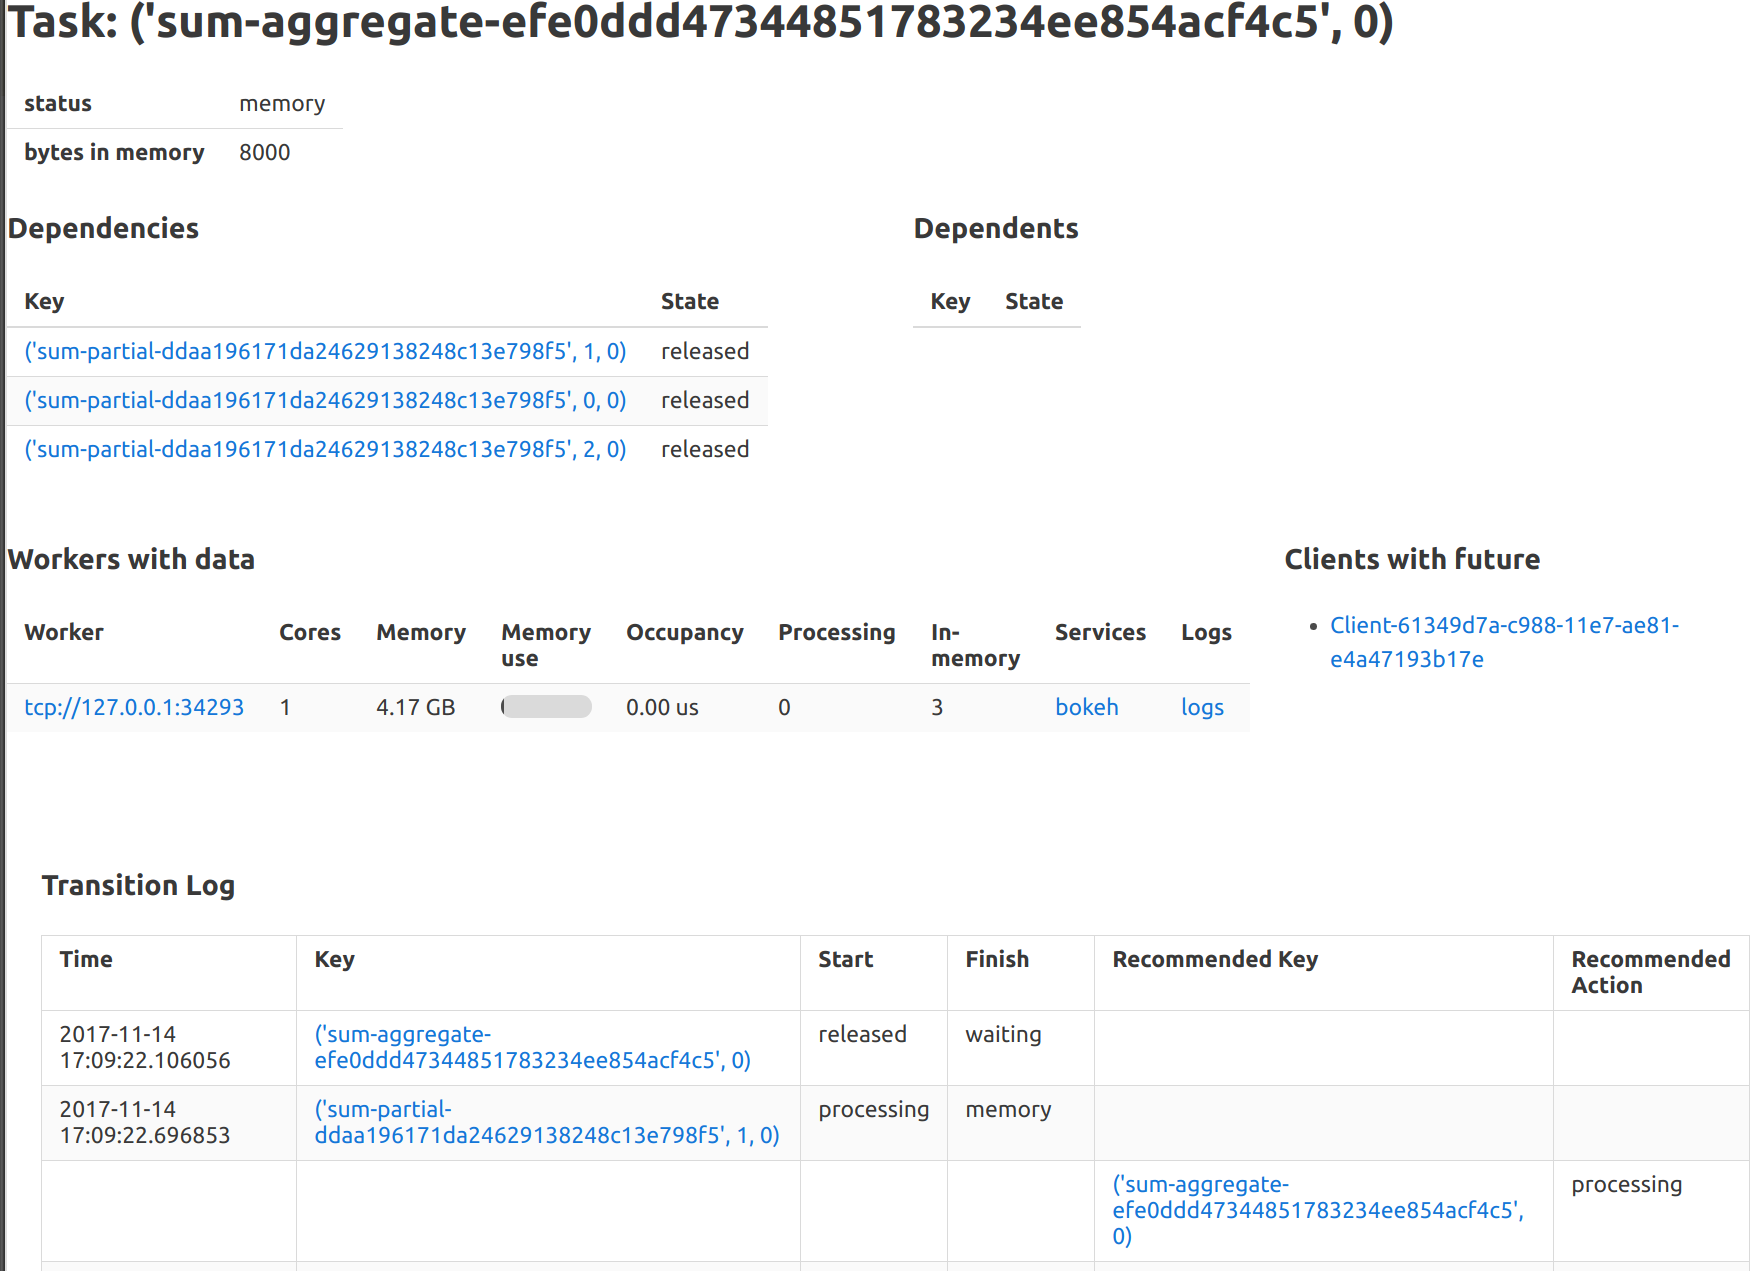 Task: ('sum-aggregate-efe0ddd47344851783234ee854acf4c5', 0)
status memory
bytes in memory 8000
Dependencies
Key State
('sum-partial-ddaa196171da24629138248c13e798f5', 1, 0) released
('sum-partial-ddaa196171da24629138248c13e798f5', 0, 0) released
('sum-partial-ddaa196171da24629138248c13e798f5', 2, 0) released
Dependents
Key State
Workers with data
Worker Cores Memory Memory use Occupancy Processing In-memory Services Logs
tcp://127.0.0.1:34293 1 4.17 GB 0.00 us 0 3 bokeh logs
Clients with future
Client-61349d7a-c988-11e7-ae81-
e4a47193b17e
Transition Log
Time Key Start Finish Recommended Key Recommended Action
2017-11-14 17:09:22.106056 ('sum-aggregate-efe0ddd47344851783234ee854acf4c5', 0) released waiting
2017-11-14 17:09:22.696853 ('sum-partial-ddaa196171da24629138248c13e798f5', 1, 0) processing memory
('sum-aggregate-efe0ddd47344851783234ee854acf4c5', 0) processing